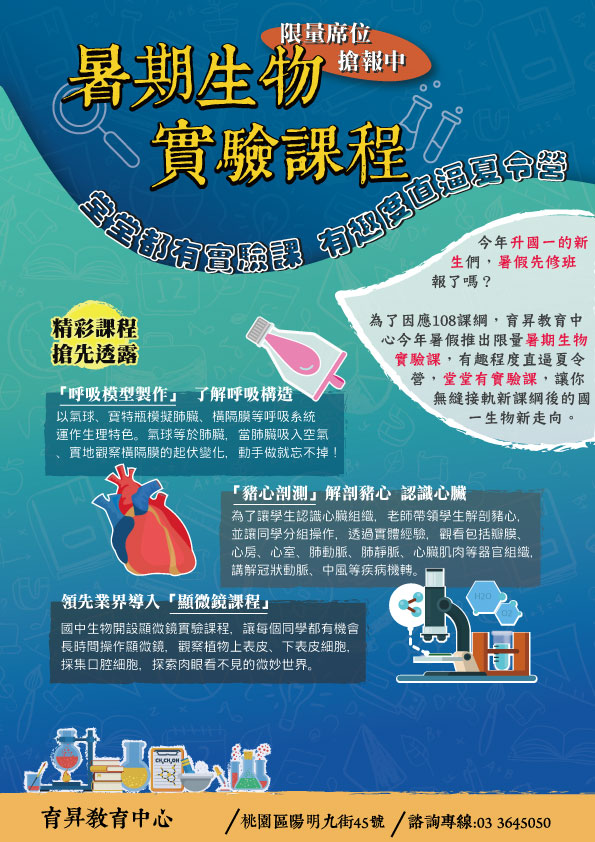 限量席位
搶報中
暑期生物
實驗課程
堂堂都有實驗課 有趣度直逼夏令營
今年升國一的新
生們，暑假先修班
報了嗎？
為了因應108課綱，育昇教育中
心今年暑假推出限量暑期生物
實驗課，有趣程度直逼夏令
營，堂堂有實驗課，讓你
無縫接軌新課綱後的國
一生物新走向。
精彩課程
搶先透露
『呼吸模型製作』 了解呼吸構造
以氣球、寶特瓶模擬肺臟、橫隔膜等呼吸系統
運作生理特色。氣球等於肺臟，當肺臟吸入空氣
、實地觀察橫隔膜的起伏變化，動手做就忘不掉！
『豬心剖測』解剖豬心 認識心臟
為了讓學生認識心臟組織，老師帶領學生解剖豬心，
並讓同學分組操作，透過實體經驗，觀看包括瓣膜、
心房、心室、肺動脈、肺靜脈、心臟肌肉等器官組織，
講解冠狀動脈、中風等疾病機轉。
領先業界導入『顯微鏡課程』
國中生物開設顯微鏡實驗課程，讓每個同學都有機會
長時間操作顯微鏡，觀察植物上表皮、下表皮細胞，
採集口腔細胞，探索肉眼看不見的微妙世界。
H2O
O2
CH3CH2OH
育昇教育中心 /桃園區陽明九街45號 /諮詢專線:03 3645050